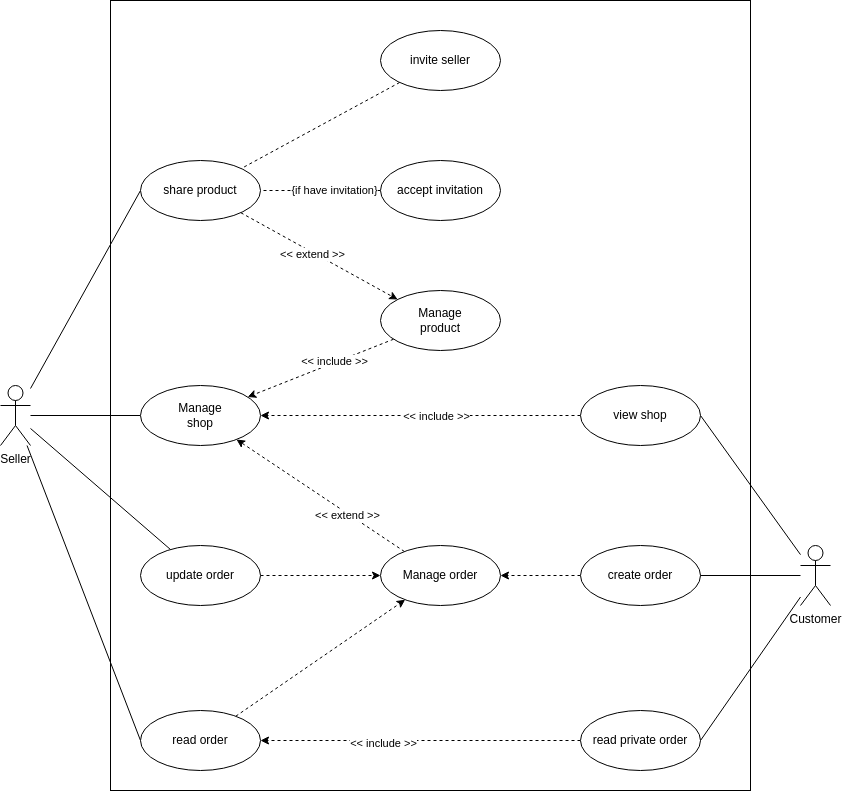 invite seller
share product
{if have invitation}
accept invitation
<< extend >>
Manage
product
<< include >>
Manage
shop
<< include >>
view shop
Seller
<< extend >>
update order
Manage order
create order
Customer
read order
<< include >>
read private order